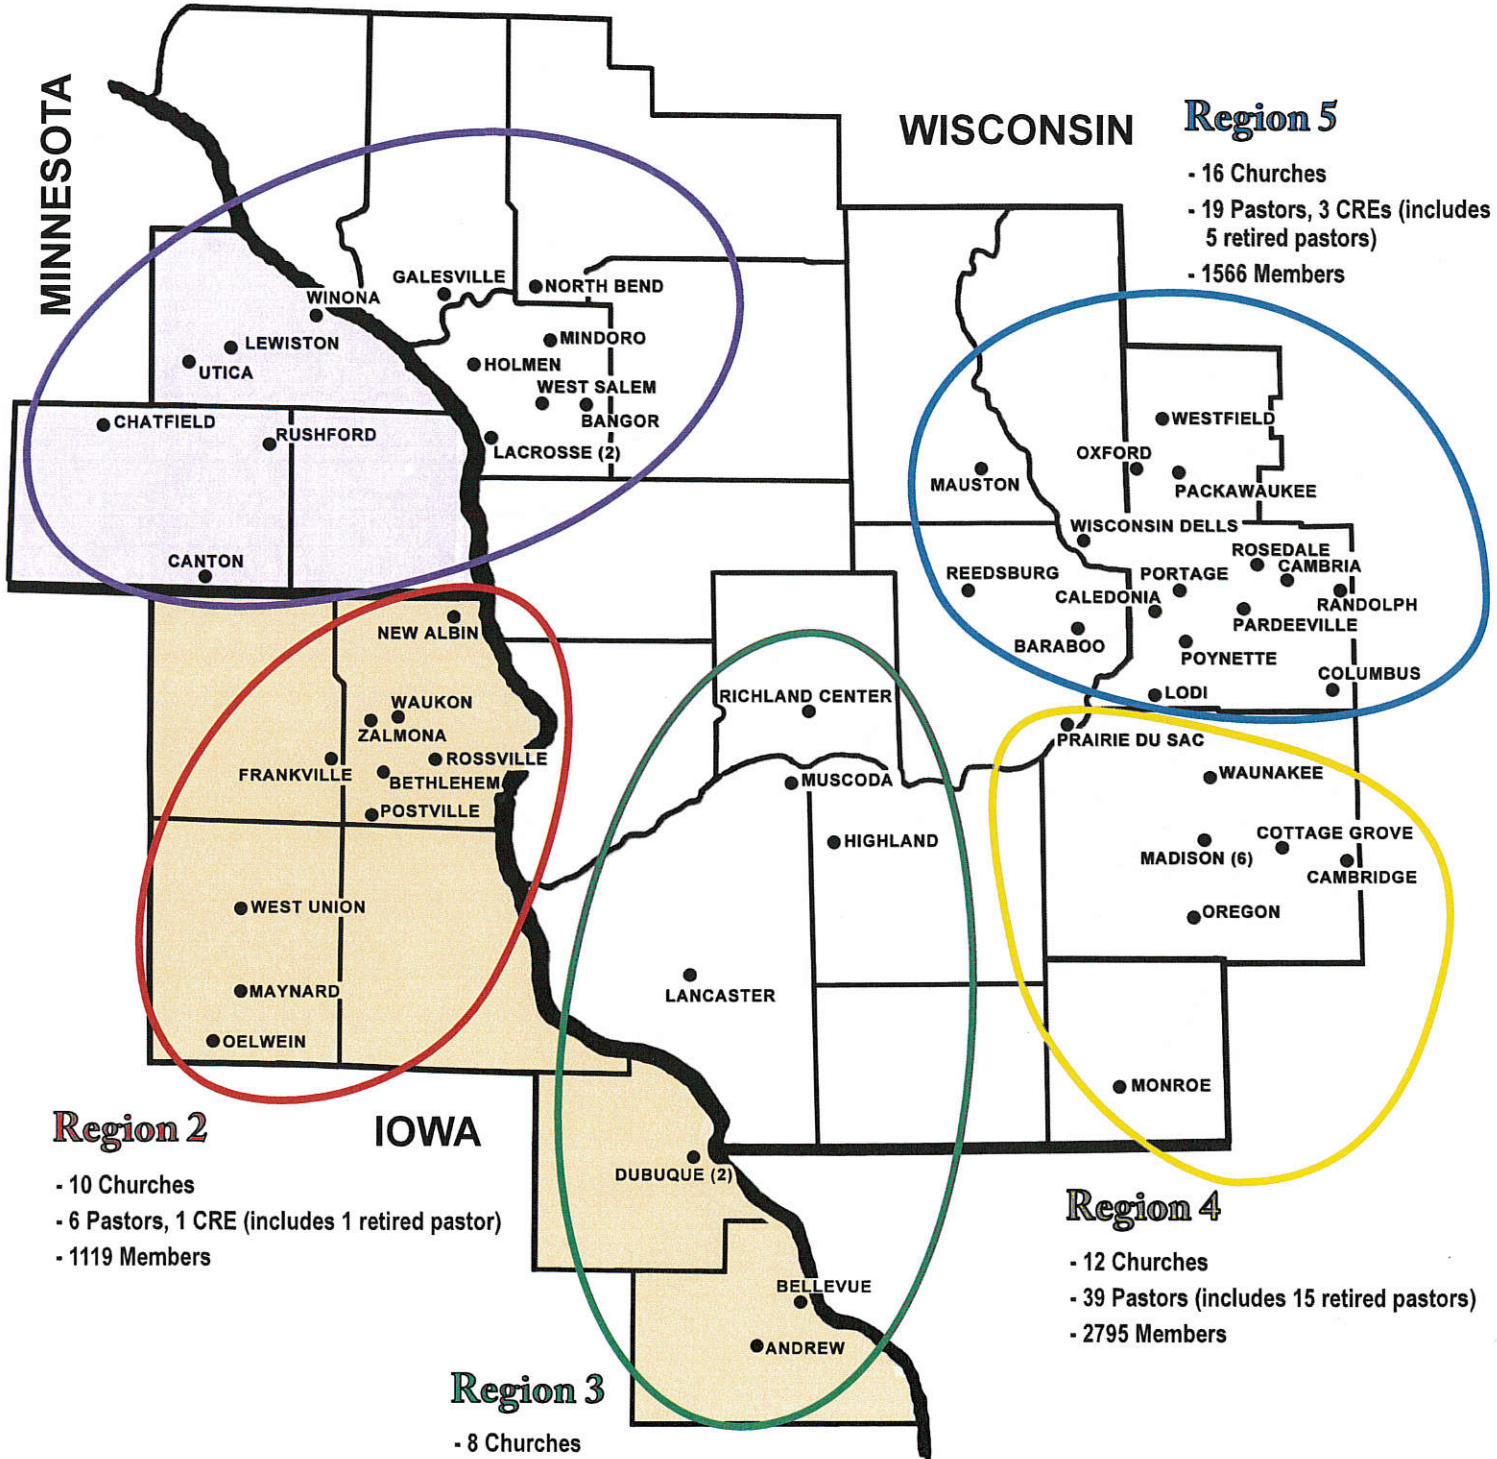 MINNESOTA
WISCONSIN
Region 5
- 16 Churches
- 19 Pastors, 3 CREs (includes
5 retired pastors)
- 1566 Members
WINONA
GALESVILLE
NORTH BEND
LEWISTON
UTICA
MINDORO
HOLMEN
WEST SALEM
BANGOR
LACROSSE (2)
CHATFIELD
RUSHFORD
CANTON
WESTFIELD
OXFORD
MAUSTON
PACKAWAUKEE
WISCONSIN DELLS
ROSEDALE
CAMBRIA
REEDSBURG
PORTAGE
CALEDONIA
RANDOLPH
PARDEEVILLE
BARABOO
POYNETTE
COLUMBUS
LODI
NEW ALBIN
WAUKON
ZALMONA
ROSSVILLE
FRANKVILLE
BETHLEHEM
POSTVILLE
WEST UNION
MAYNARD
OELWEIN
RICHLAND CENTER
MUSCODA
HIGHLAND
LANCASTER
PRAIRIE DU SAC
WAUNAKEE
COTTAGE GROVE
MADISON (6)
CAMBRIDGE
OREGON
MONROE
Region 2
- 10 Churches
- 6 Pastors, 1 CRE (includes 1 retired pastor)
- 1119 Members
IOWA
DUBUQUE (2)
BELLEVUE
ANDREW
Region 4
- 12 Churches
- 39 Pastors (includes 15 retired pastors)
- 2795 Members
Region 3
- 8 Churches